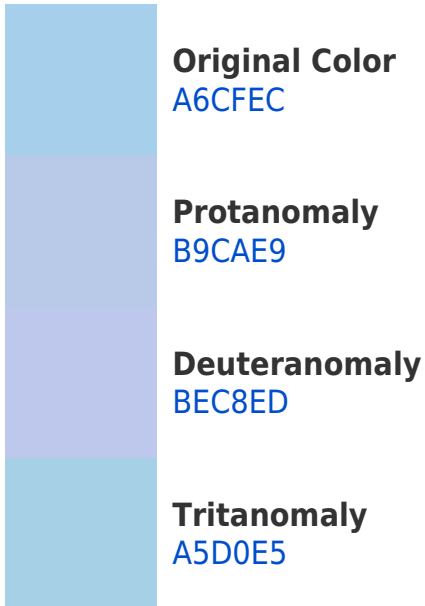 Original Color
A6CFEC
Protanomaly
B9CAE9
Deuteranomaly
BEC8ED
Tritanomaly
A5D0E5